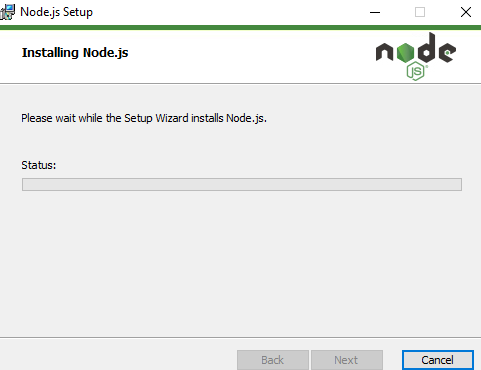 Node.js Setup
Installing Node.js
node
JS
Please wait while the Setup Wizard installs Node.js.
Status:
Back
Next
Cancel